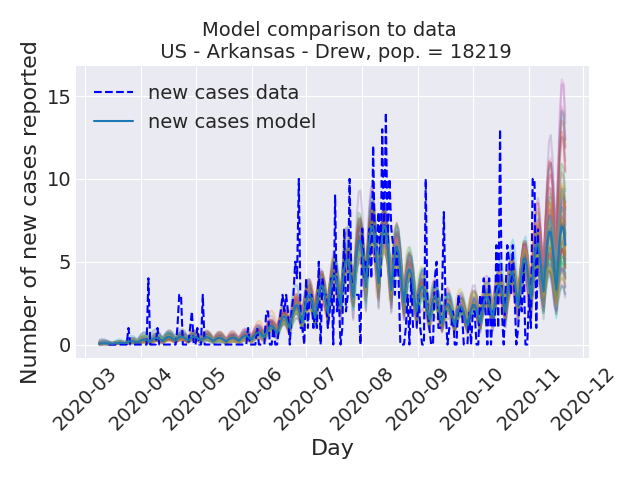 Model comparison to data
US - Arkansas - Drew, pop. = 18219
Number of new cases reported
15
10
5
0
new cases data
new cases model
2020-03
2020-04
2020-05
2020-06
2020-07
2020-08
2020-09
2020-10
2020-11
2020-12
Day